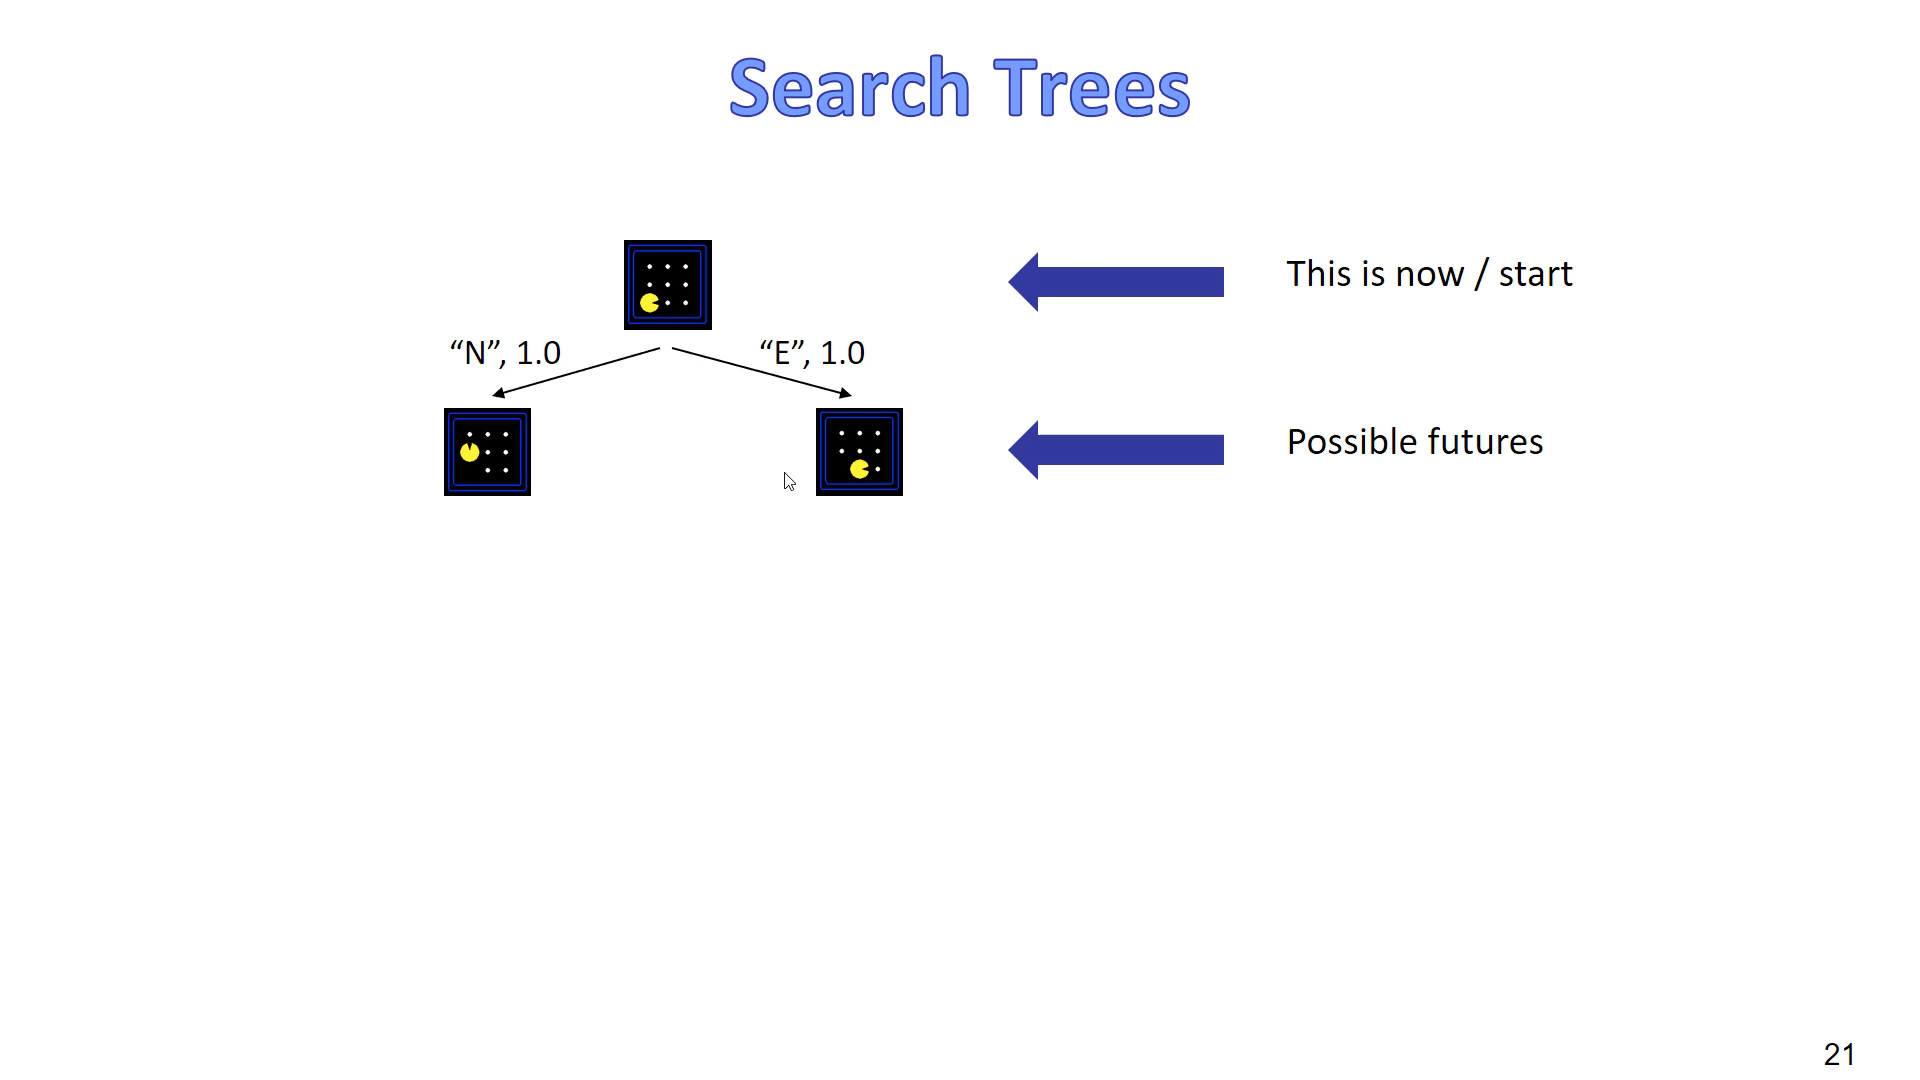 Search Trees
This is now / start
“N”, 1.0
“E”, 1.0
Possible futures
21